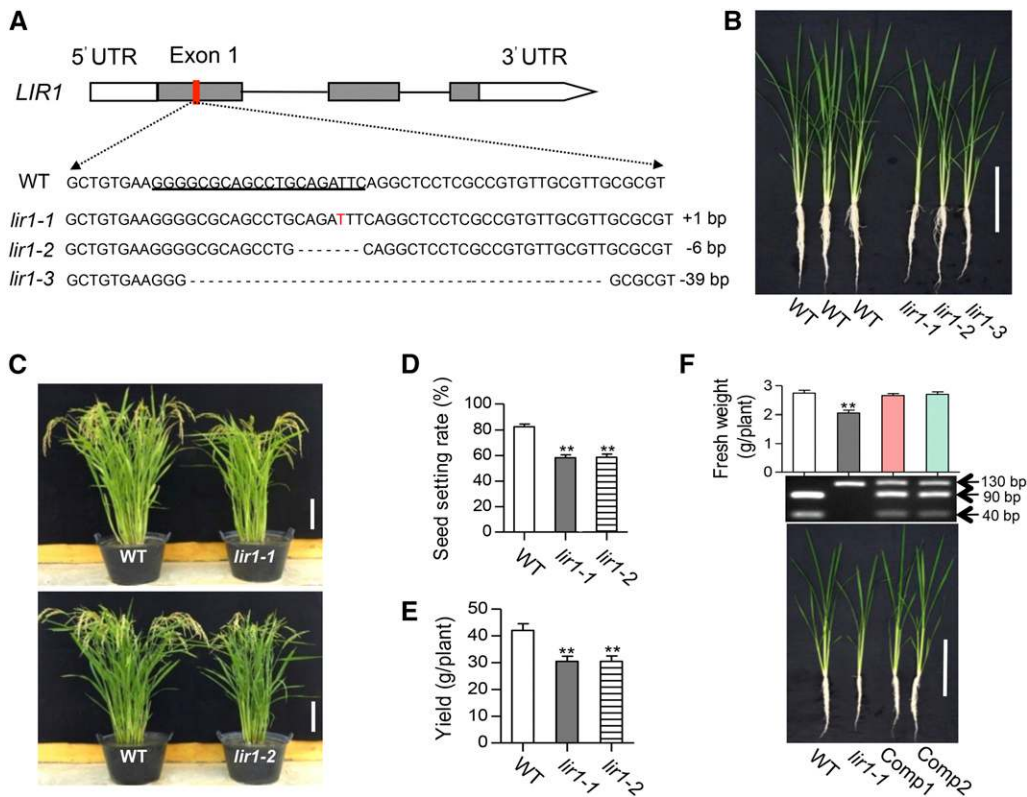 A
5' UTR Exon 1 3' UTR
LIR1
WT GCTGTGAAGGGGCGCAGCCTGCAGATTCAGGCTCCTCGCCGTGTTGCGTTGCGCGT
lir1-1 GCTGTGAAGGGGCGCAGCCTGCAGATTTCAGGCTCCTCGCCGTGTTGCGTTGCGCGT +1 bp
lir1-2 GCTGTGAAGGGGCGCAGCCTG - - - - - - - CAGGCTCCTCGCCGTGTTGCGTTGCGCGT -6 bp
lir1-3 GCTGTGAAGGG - - - - - - - - - - - - - - - - - - - - - - - - - - - - - - - - - - - - - - - GCGCGT -39 bp
B
WT WT WT lir1-1 lir1-2 lir1-3
C
WT lir1-1
WT lir1-2
D
Seed setting rate (%)
100
80
60
40
20
0
** **
WT lir1-1 lir1-2
E
Yield (g/plant)
50
40
30
20
10
0
** **
WT lir1-1 lir1-2
F
Fresh weight
(g/plant)
3
2
1
0
**
130 bp
90 bp
40 bp
WT lir1-1 Comp1 Comp2